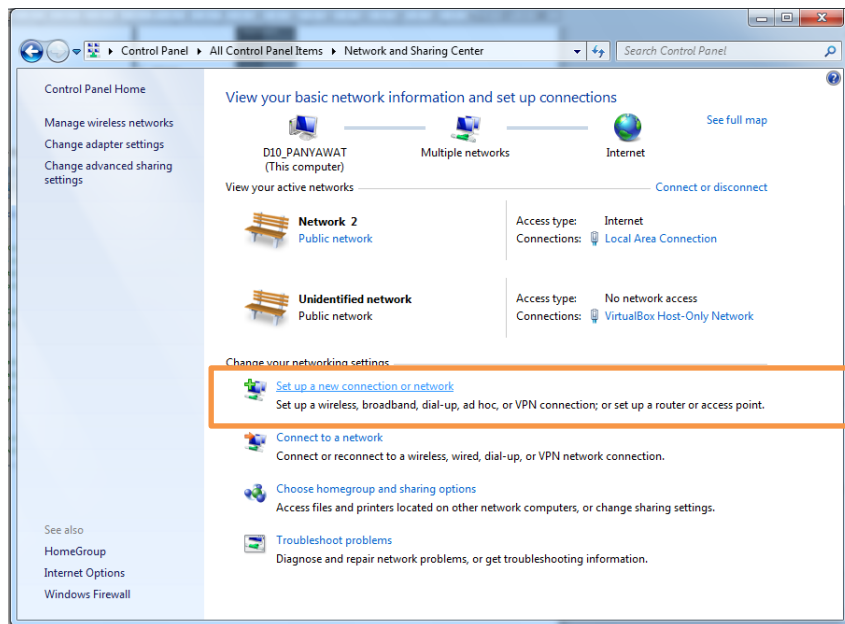 Control Panel ▸ All Control Panel Items ▸ Network and Sharing Center
Search Control Panel
Control Panel Home
Manage wireless networks
Change adapter settings
Change advanced sharing
settings
See also
HomeGroup
Internet Options
Windows Firewall
View your basic network information and set up connections
See full map
D10_PANYAWAT
(This computer)
Multiple networks
Internet
View your active networks
Connect or disconnect
Network 2
Public network
Access type: Internet
Connections: Local Area Connection
Unidentified network
Public network
Access type: No network access
Connections: VirtualBox Host-Only Network
Change your networking settings
Set up a new connection or network
Set up a wireless, broadband, dial-up, ad hoc, or VPN connection; or set up a router or access point.
Connect to a network
Connect or reconnect to a wireless, wired, dial-up, or VPN network connection.
Choose homegroup and sharing options
Access files and printers located on other network computers, or change sharing settings.
Troubleshoot problems
Diagnose and repair network problems, or get troubleshooting information.